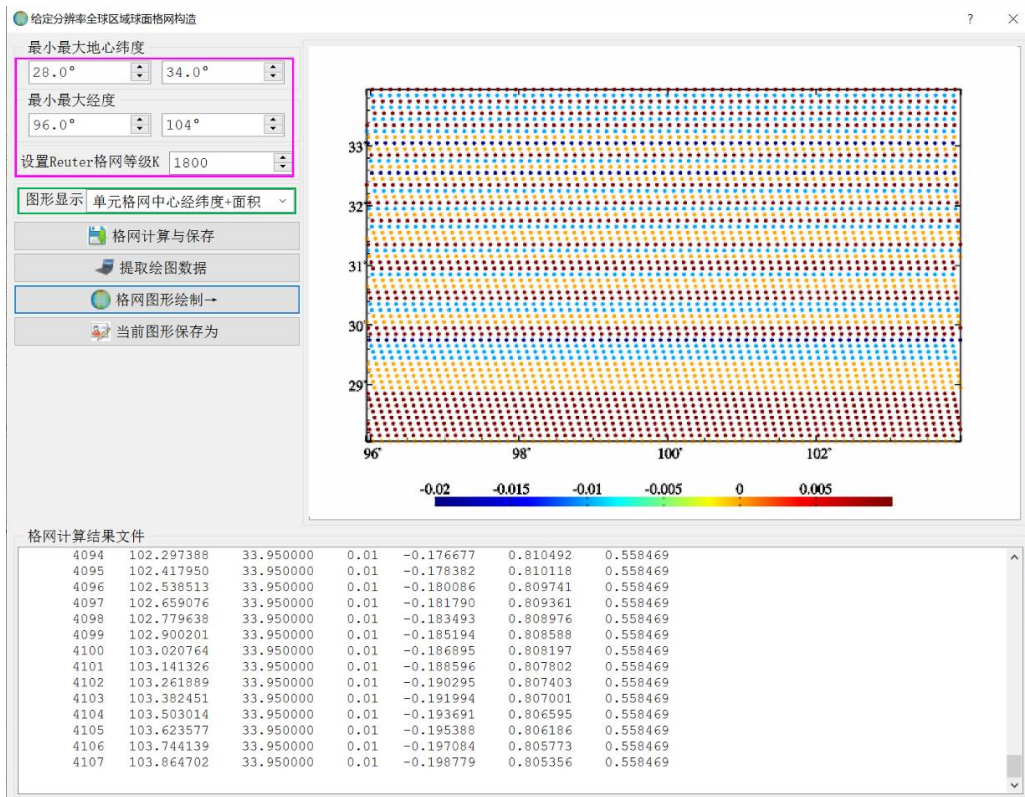 给定分辨率全球区域球面格网构造
? ×
最小最大地心纬度
28.0° 34.0°
最小最大经度
96.0° 104°
设置Reuter格网等级K 1800
图形显示 单元格网中心经纬度+面积
格网计算与保存
提取绘图数据
格网图形绘制→
当前图形保存为
33°
32°
31°
30°
29°
96° 98° 100° 102°
-0.02 -0.015 -0.01 -0.005 0 0.005
格网计算结果文件
4094 102.297388 33.950000 0.01 -0.176677 0.810492 0.558469
4095 102.417950 33.950000 0.01 -0.178382 0.810118 0.558469
4096 102.538513 33.950000 0.01 -0.180086 0.809741 0.558469
4097 102.659076 33.950000 0.01 -0.181790 0.809361 0.558469
4098 102.779638 33.950000 0.01 -0.183493 0.808976 0.558469
4099 102.900201 33.950000 0.01 -0.185194 0.808588 0.558469
4100 103.020764 33.950000 0.01 -0.186895 0.808197 0.558469
4101 103.141326 33.950000 0.01 -0.188596 0.807802 0.558469
4102 103.261889 33.950000 0.01 -0.190295 0.807403 0.558469
4103 103.382451 33.950000 0.01 -0.191994 0.807001 0.558469
4104 103.503014 33.950000 0.01 -0.193691 0.806595 0.558469
4105 103.623577 33.950000 0.01 -0.195388 0.806186 0.558469
4106 103.744139 33.950000 0.01 -0.197084 0.805773 0.558469
4107 103.864702 33.950000 0.01 -0.198779 0.805356 0.558469